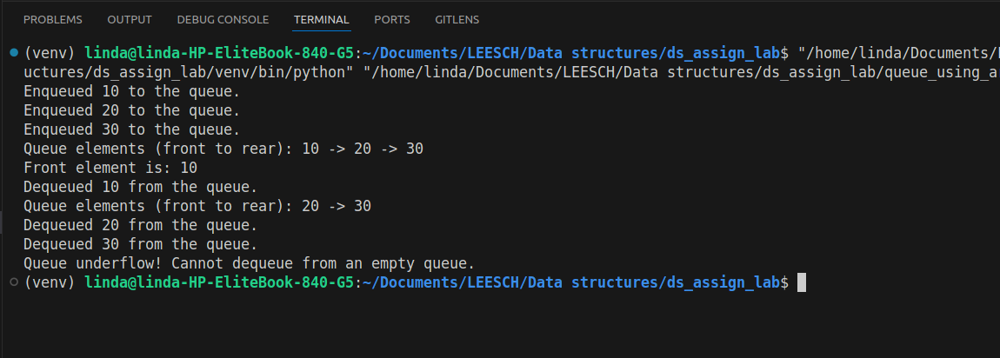 PROBLEMS OUTPUT DEBUG CONSOLE TERMINAL PORTS GITLENS
(venv) linda@linda-HP-EliteBook-840-G5:~/Documents/LEESCH/Data structures/ds_assign_lab$ "/home/linda/Documents/
uctures/ds_assign_lab/venv/bin/python" "/home/linda/Documents/LEESCH/Data structures/ds_assign_lab/queue_using_a
Enqueued 10 to the queue.
Enqueued 20 to the queue.
Enqueued 30 to the queue.
Queue elements (front to rear): 10 -> 20 -> 30
Front element is: 10
Dequeued 10 from the queue.
Queue elements (front to rear): 20 -> 30
Dequeued 20 from the queue.
Dequeued 30 from the queue.
Queue underflow! Cannot dequeue from an empty queue.
(venv) linda@linda-HP-EliteBook-840-G5:~/Documents/LEESCH/Data structures/ds_assign_lab$